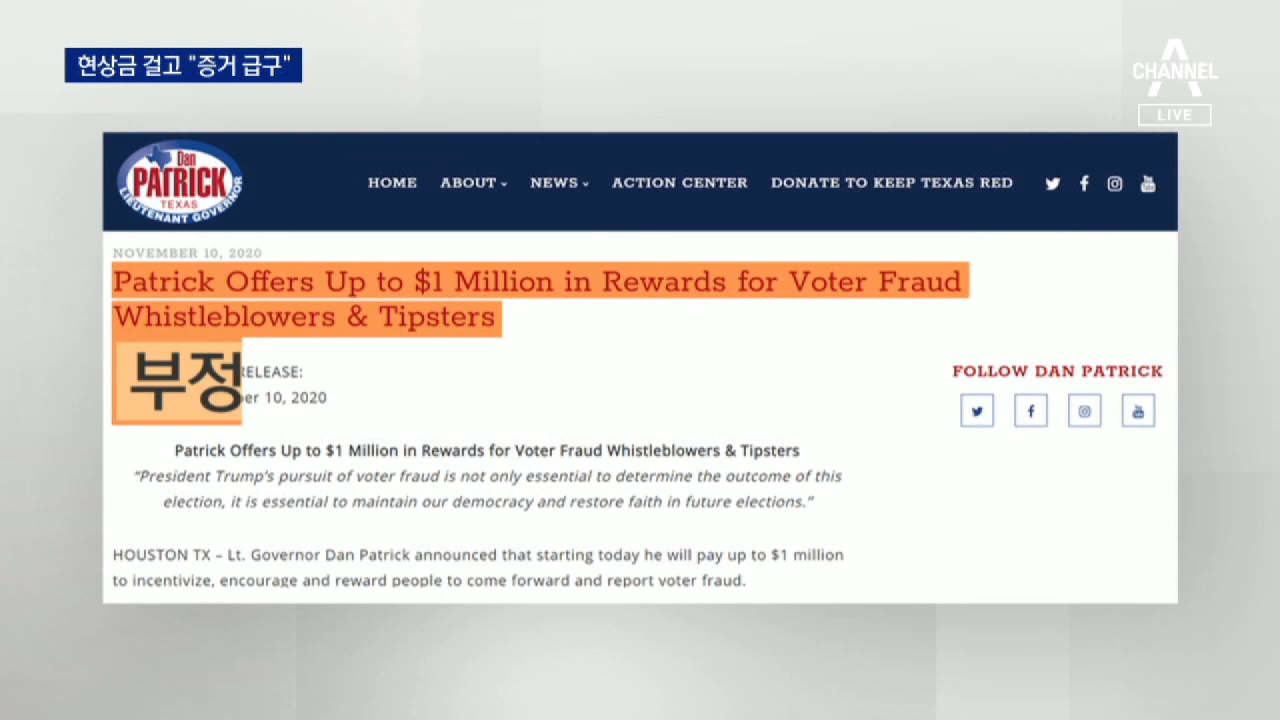 현상금 걸고 "증거 급구"
CHANNEL
LIVE
Dan
PATRICK
TEXAS
LIEUTENANT GOVERNOR
HOME ABOUT NEWS ACTION CENTER DONATE TO KEEP TEXAS RED
NOVEMBER 10, 2020
Patrick Offers Up to $1 Million in Rewards for Voter Fraud
Whistleblowers & Tipsters
부정
RELEASE:
er 10, 2020
FOLLOW DAN PATRICK
Patrick Offers Up to $1 Million in Rewards for Voter Fraud Whistleblowers & Tipsters
“President Trump’s pursuit of voter fraud is not only essential to determine the outcome of this
election, it is essential to maintain our democracy and restore faith in future elections.”
HOUSTON TX – Lt. Governor Dan Patrick announced that starting today he will pay up to $1 million
to incentivize, encourage and reward people to come forward and report voter fraud.